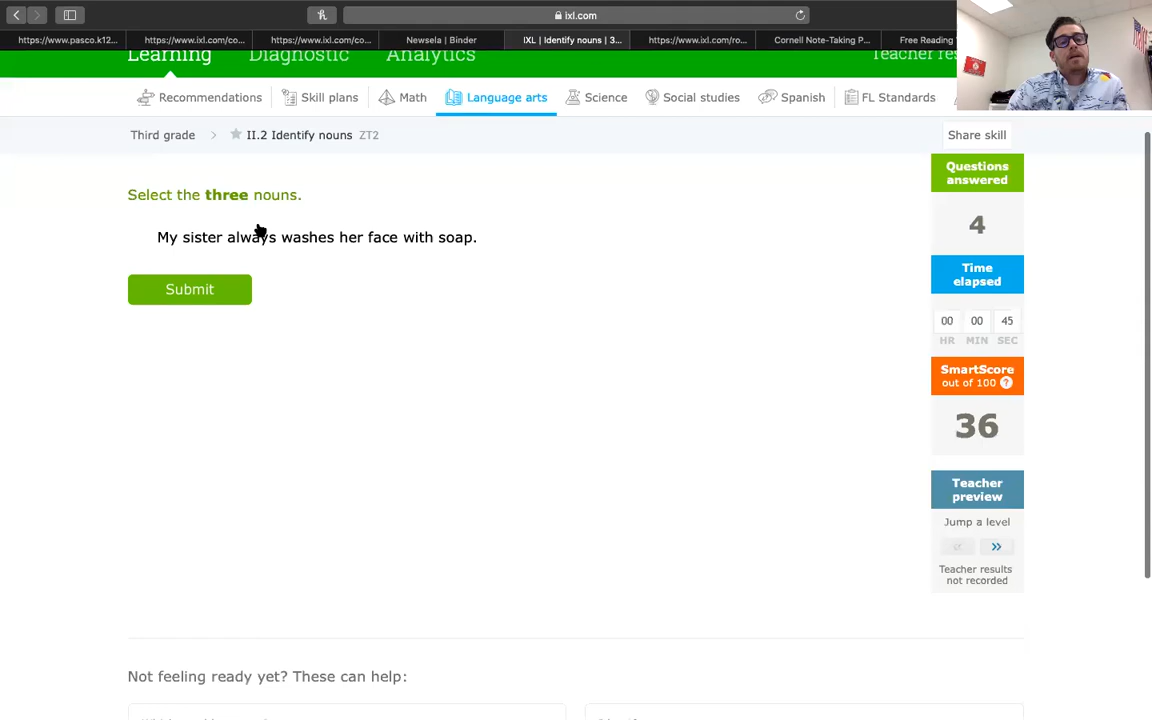 ixl.com
https://www.pasco.k12... https://www.ixl.com/co... https://www.ixl.com/co... Newsela | Binder IXL | Identify nouns | 3... https://www.ixl.com/ro... Cornell Note-Taking P... Free Reading
Learning Diagnostic Analytics Teacher res
Recommendations Skill plans Math Language arts Science Social studies Spanish FL Standards
Third grade > II.2 Identify nouns ZT2
Share skill
Select the three nouns.
My sister always washes her face with soap.
Submit
Questions
answered
4
Time
elapsed
00 00 45
HR MIN SEC
SmartScore
out of 100 ?
36
Teacher
preview
Jump a level
Teacher results
not recorded
Not feeling ready yet? These can help: